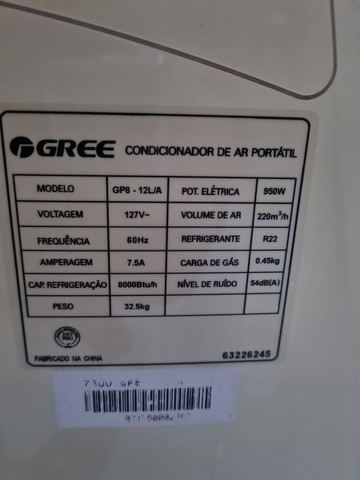 GREE CONDICIONADOR DE AR PORTÁTIL
MODELO GP8 - 12L/A POT. ELÉTRICA 950W
VOLTAGEM 127V~ VOLUME DE AR 220m³/h
FREQUÊNCIA 60Hz REFRIGERANTE R22
AMPERAGEM 7.5A CARGA DE GÁS 0.45kg
CAP. REFRIGERAÇÃO 8000Btu/h NÍVEL DE RUÍDO 54dB(A)
PESO 32.5kg
FABRICADO NA CHINA 63226245